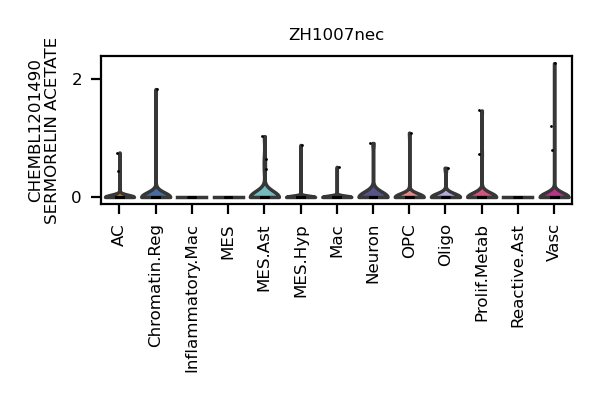 ZH1007nec
CHEMBL1201490
SERMORELIN ACETATE
2
0
AC
Chromatin.Reg
Inflammatory.Mac
MES
MES.Ast
MES.Hyp
Mac
Neuron
OPC
Oligo
Prolif.Metab
Reactive.Ast
Vasc